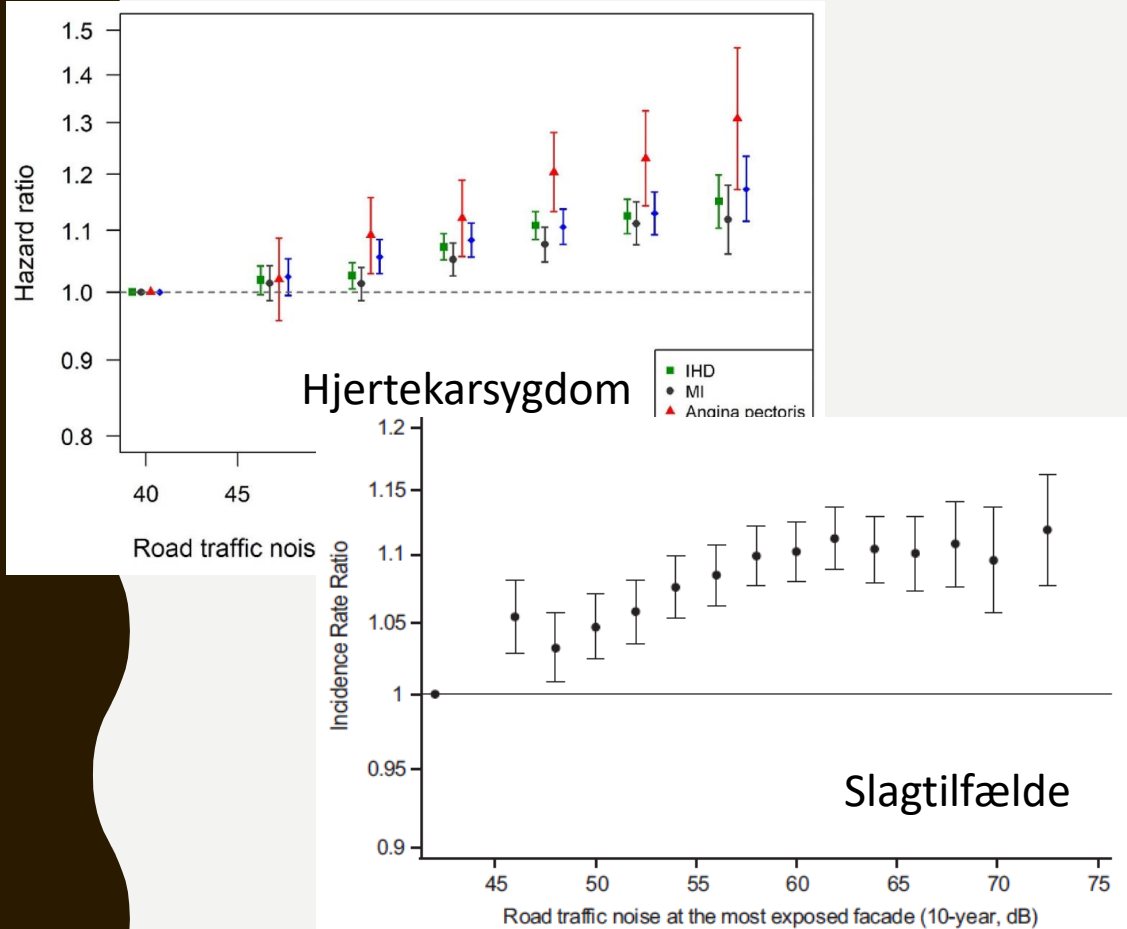 1.5
1.4
1.3
1.2
1.1
1.0
0.9
0.8
Hazard ratio
Hjertekarsygdom
IHD
MI
Angina pectoris
40
45
Road traffic nois
1.2
1.15
1.1
1.05
1
0.95
0.9
Incidence Rate Ratio
Slagtilfælde
45
50
55
60
65
70
75
Road traffic noise at the most exposed facade (10-year, dB)